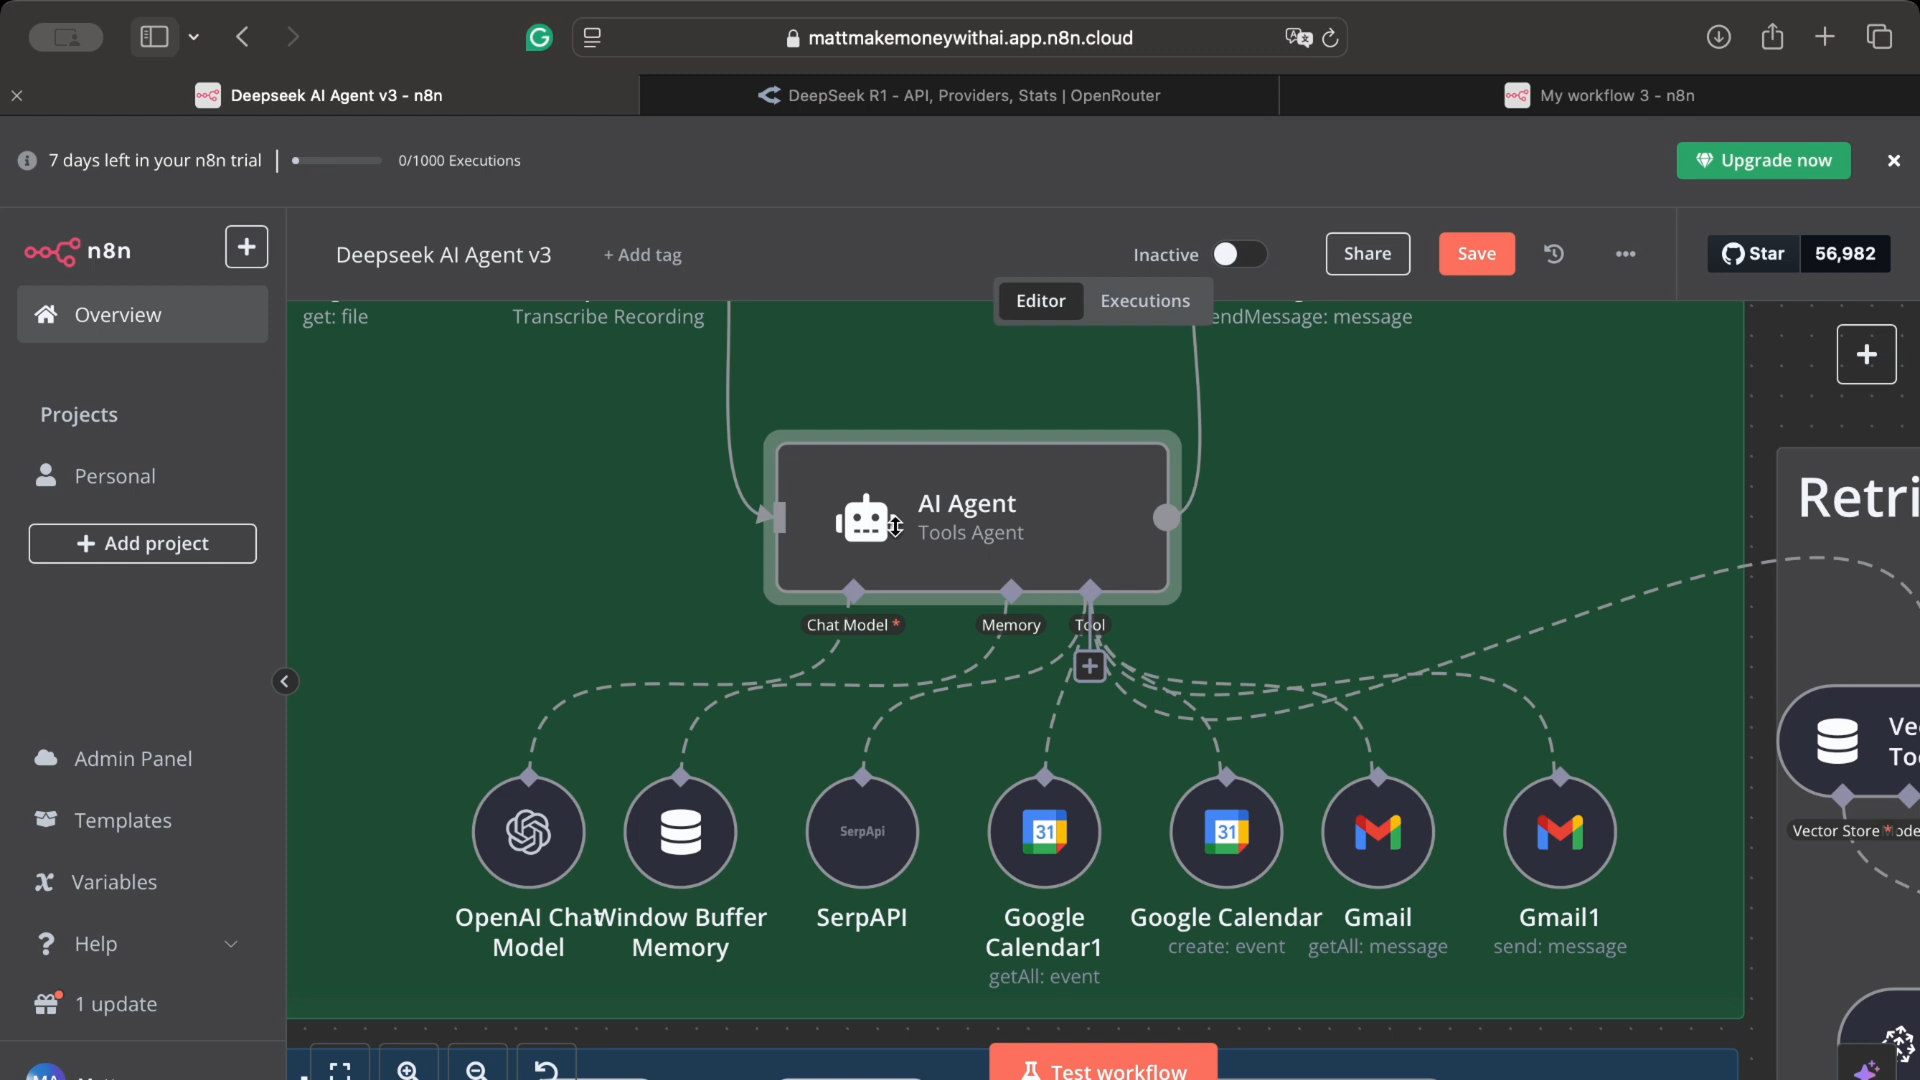 mattmakemoneywithai.app.n8n.cloud
Deepseek AI Agent v3 - n8n
DeepSeek R1 - API, Providers, Stats | OpenRouter
My workflow 3 - n8n
7 days left in your n8n trial
0/1000 Executions
Upgrade now
n8n
Deepseek AI Agent v3
+ Add tag
Inactive
Share
Save
Star
56,982
Overview
Editor
Executions
get: file
Transcribe Recording
endMessage: message
Projects
Personal
Add project
AI Agent
Tools Agent
Retri
Chat Model *
Memory
Tool
Admin Panel
Templates
Variables
Help
1 update
31
31
SerpApi
Ve
Too
Vector Store *
OpenAI Chat
Model
Window Buffer
Memory
SerpAPI
Google
Calendar1
getAll: event
Google Calendar
create: event
Gmail
getAll: message
Gmail1
send: message
Test workflow